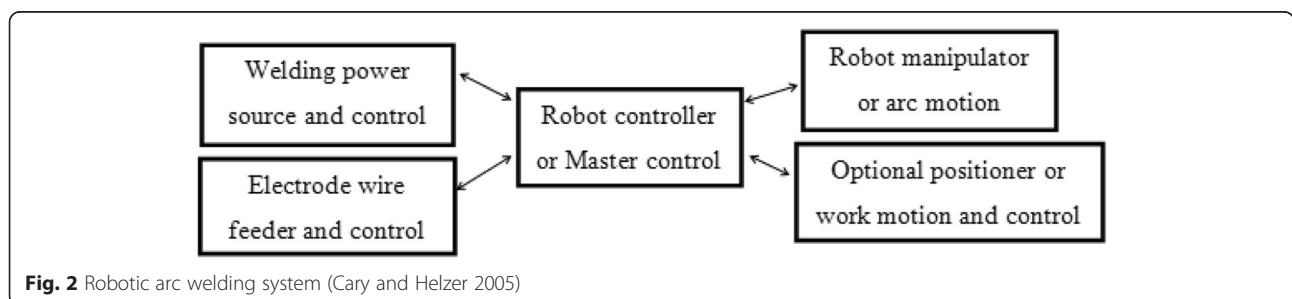 Welding power
source and control
Electrode wire
feeder and control
Robot controller
or Master control
Robot manipulator
or arc motion
Optional positioner or
work motion and control
Fig. 2 Robotic arc welding system (Cary and Helzer 2005)